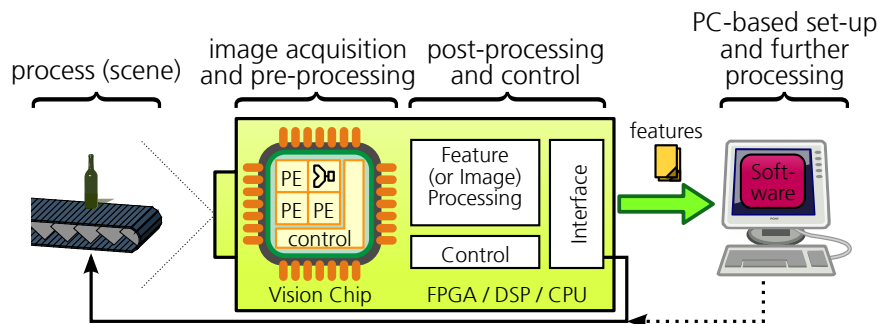 process (scene)
image acquisition
and pre-processing
post-processing
and control
PC-based set-up
and further
processing
PE
PE PE
control
Vision Chip
Feature
(or Image)
Processing
Control
Interface
FPGA / DSP / CPU
features
Soft-
ware